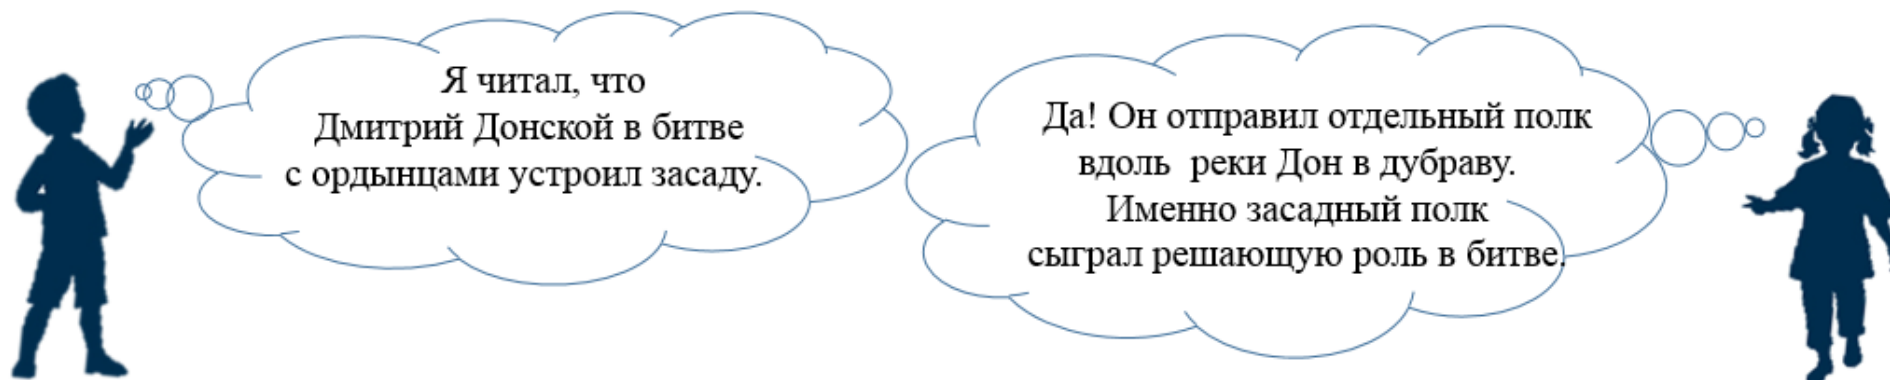 Я читал, что
Дмитрий Донской в битве
с ордынцами устроил засаду.
Да! Он отправил отдельный полк
вдоль  реки Дон в дубраву.
Именно засадный полк
сыграл решающую роль в битве.